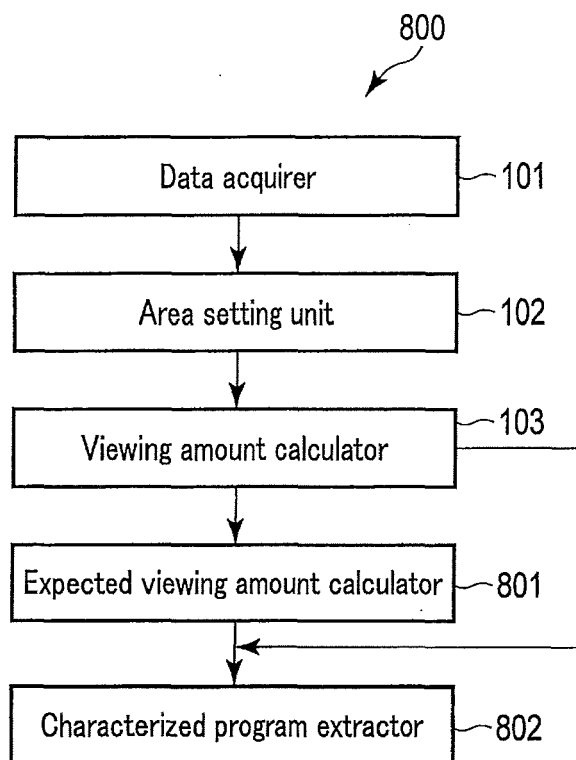 800
Data acquirer 101
Area setting unit 102
Viewing amount calculator 103
Expected viewing amount calculator 801
Characterized program extractor 802